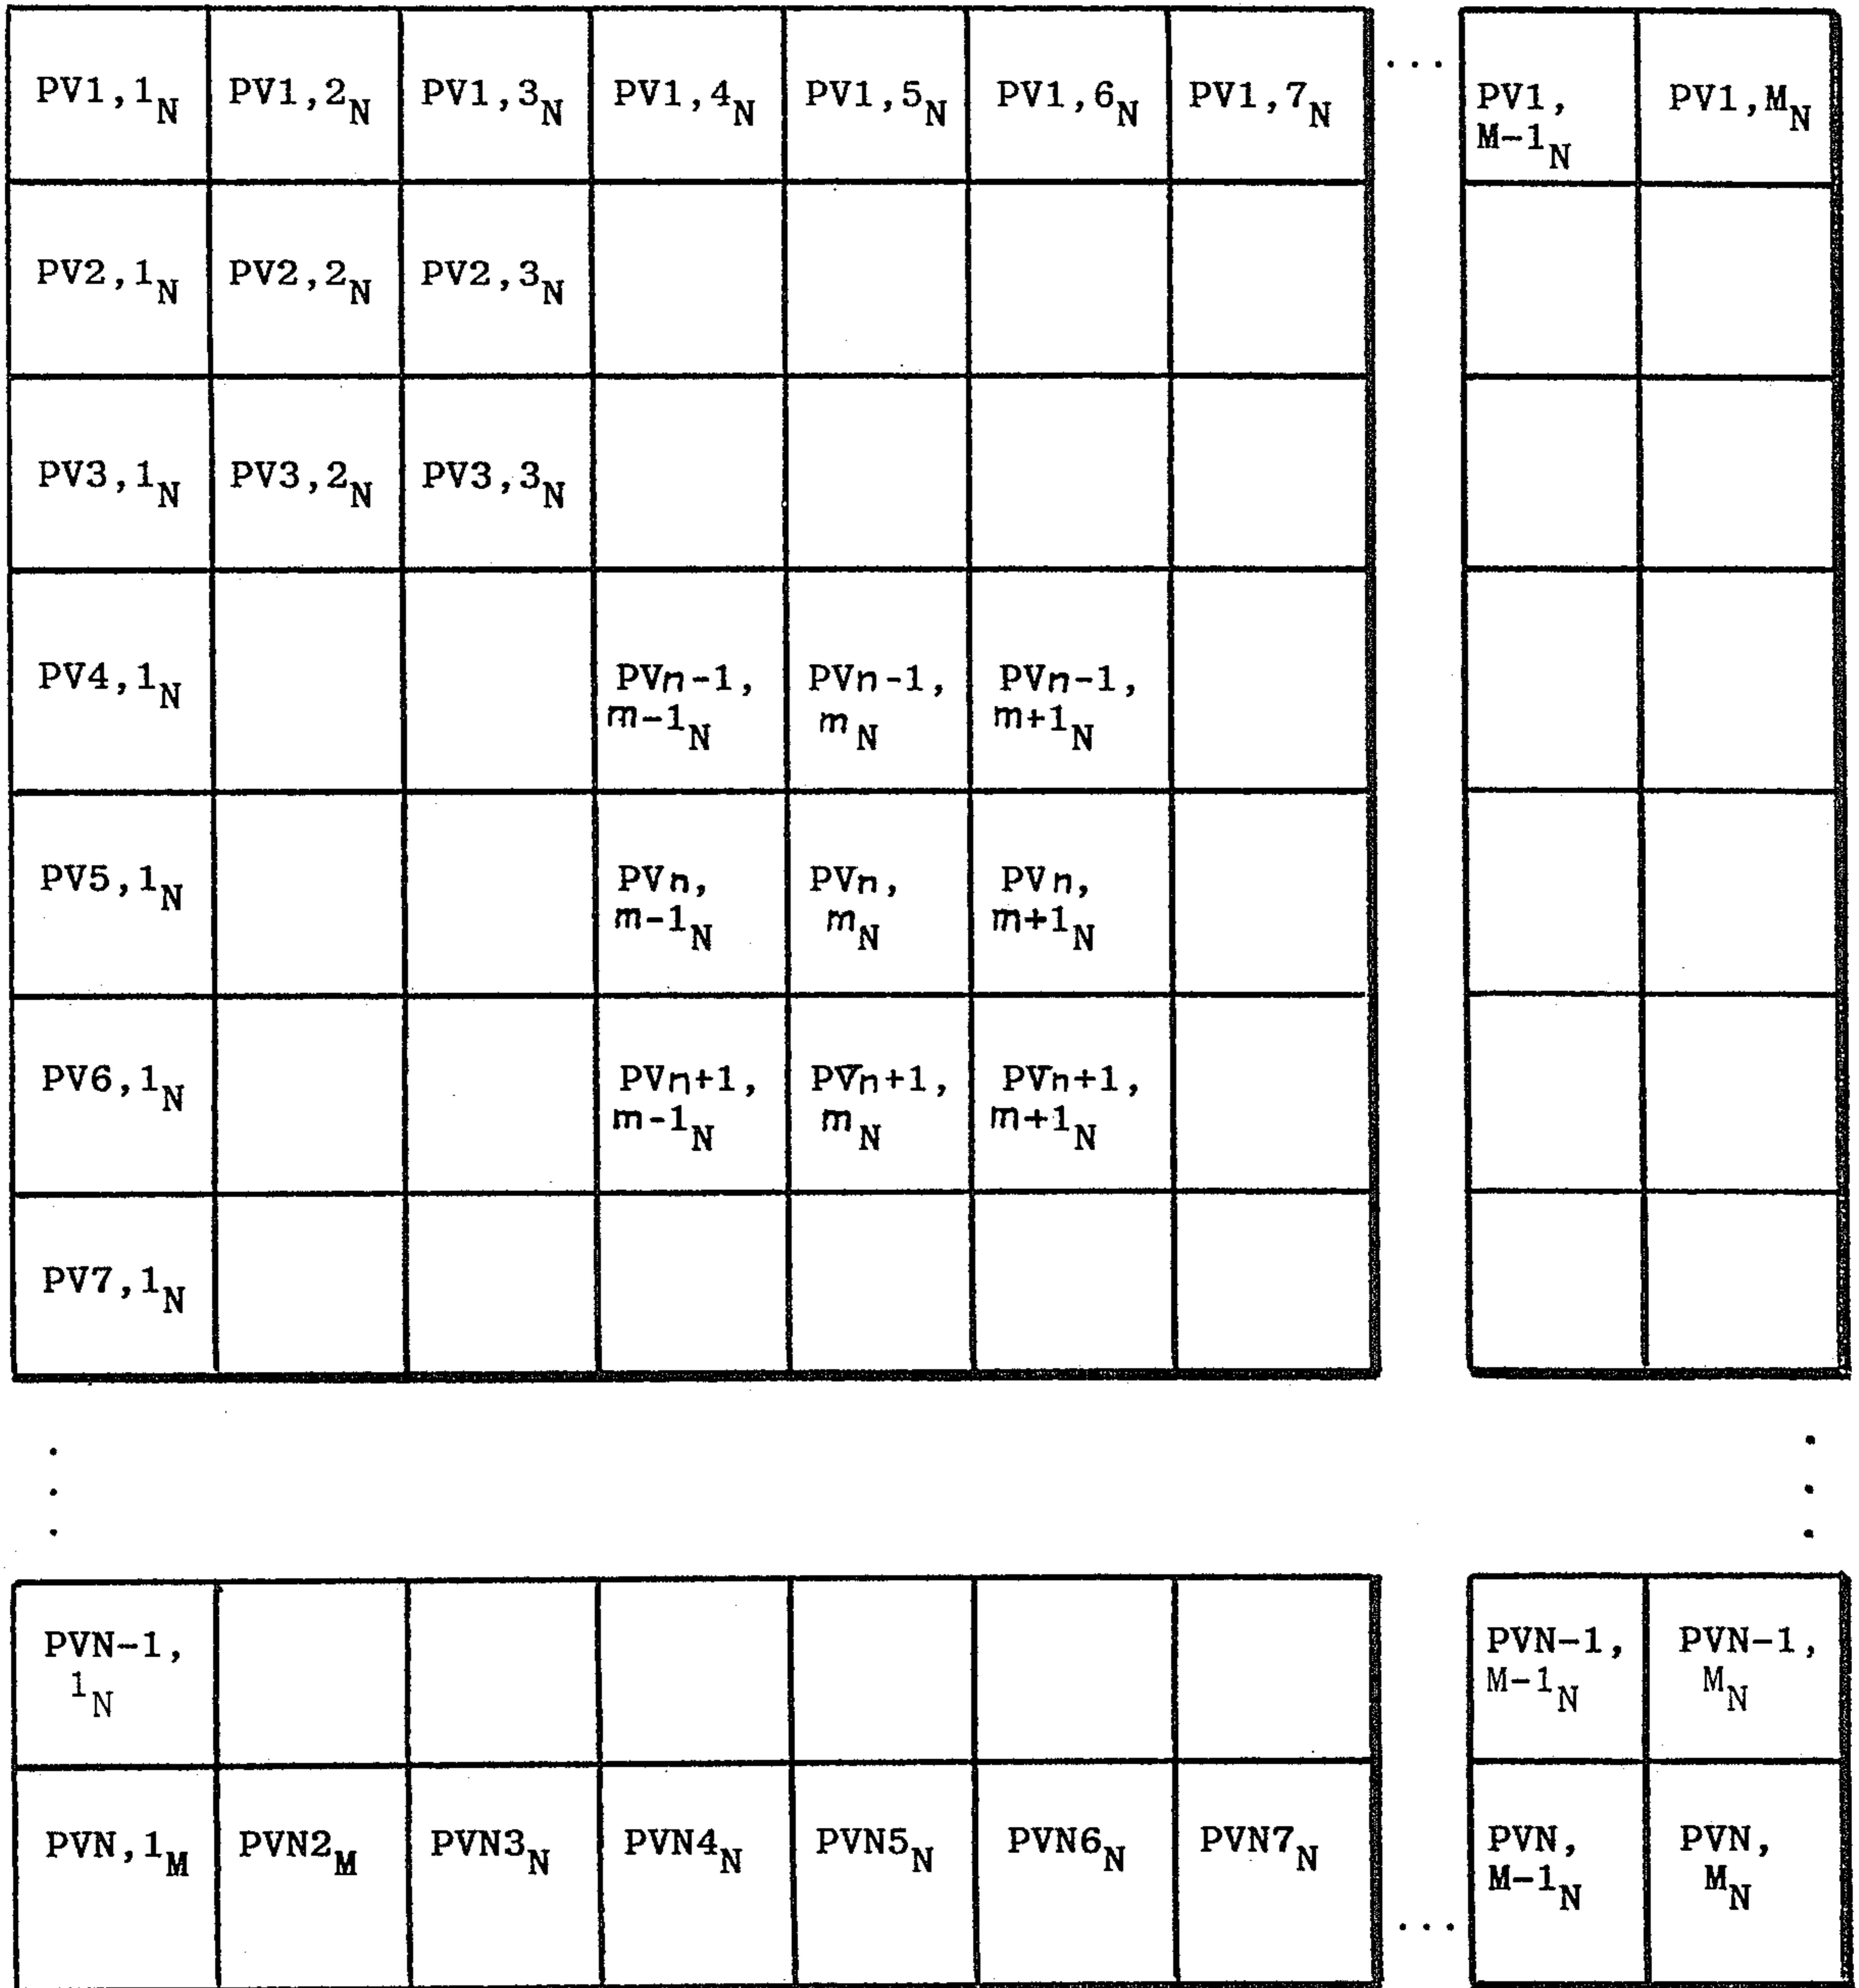 PV1,1N PV1,2N PV1,3N PV1,4N PV1,5N PV1,6N PV1,7N ... PV1, M-1N PV1,MN
PV2,1N PV2,2N PV2,3N
PV3,1N PV3,2N PV3,3N
PV4,1N PVn-1, m-1N PVn-1, mN PVn-1, m+1N
PV5,1N PVn, m-1N PVn, mN PVn, m+1N
PV6,1N PVn+1, m-1N PVn+1, mN PVn+1, m+1N
PV7,1N
PVN-1, 1N PVN-1, M-1N PVN-1, MN
PVN,1M PVN2M PVN3N PVN4N PVN5N PVN6N PVN7N ... PVN, M-1N PVN, MN